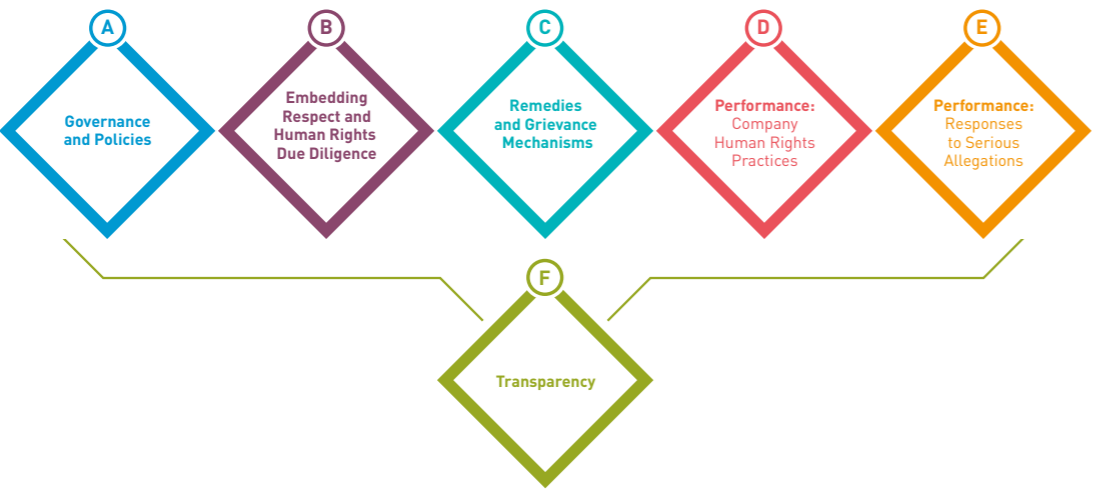 A
Governance
and Policies
B
Embedding
Respect and
Human Rights
Due Diligence
C
Remedies
and Grievance
Mechanisms
D
Performance:
Company
Human Rights
Practices
E
Performance:
Responses
to Serious
Allegations
F
Transparency